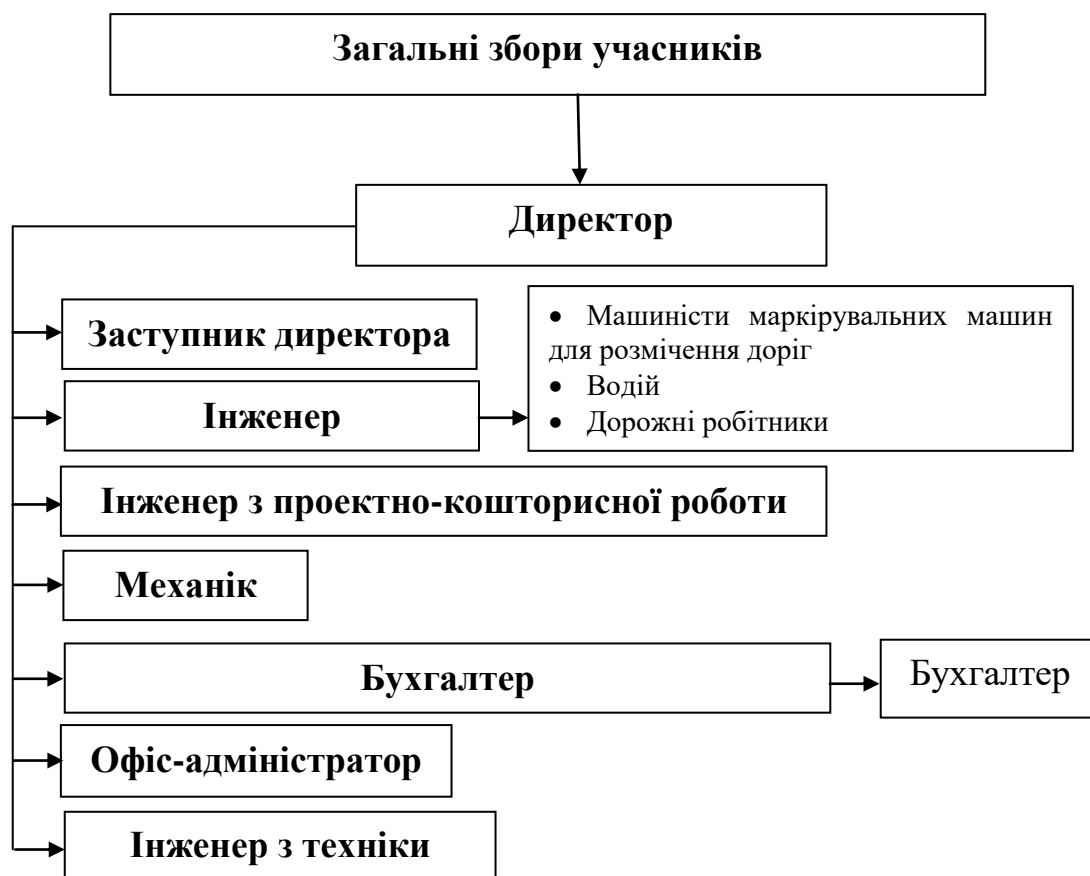 Загальні збори учасників
Директор
Заступник директора
• Машиністи маркірувальних машин
для розмічення доріг
• Водій
• Дорожні робітники
Інженер
Інженер з проектно-кошторисної роботи
Механік
Бухгалтер
Бухгалтер
Офіс-адміністратор
Інженер з техніки